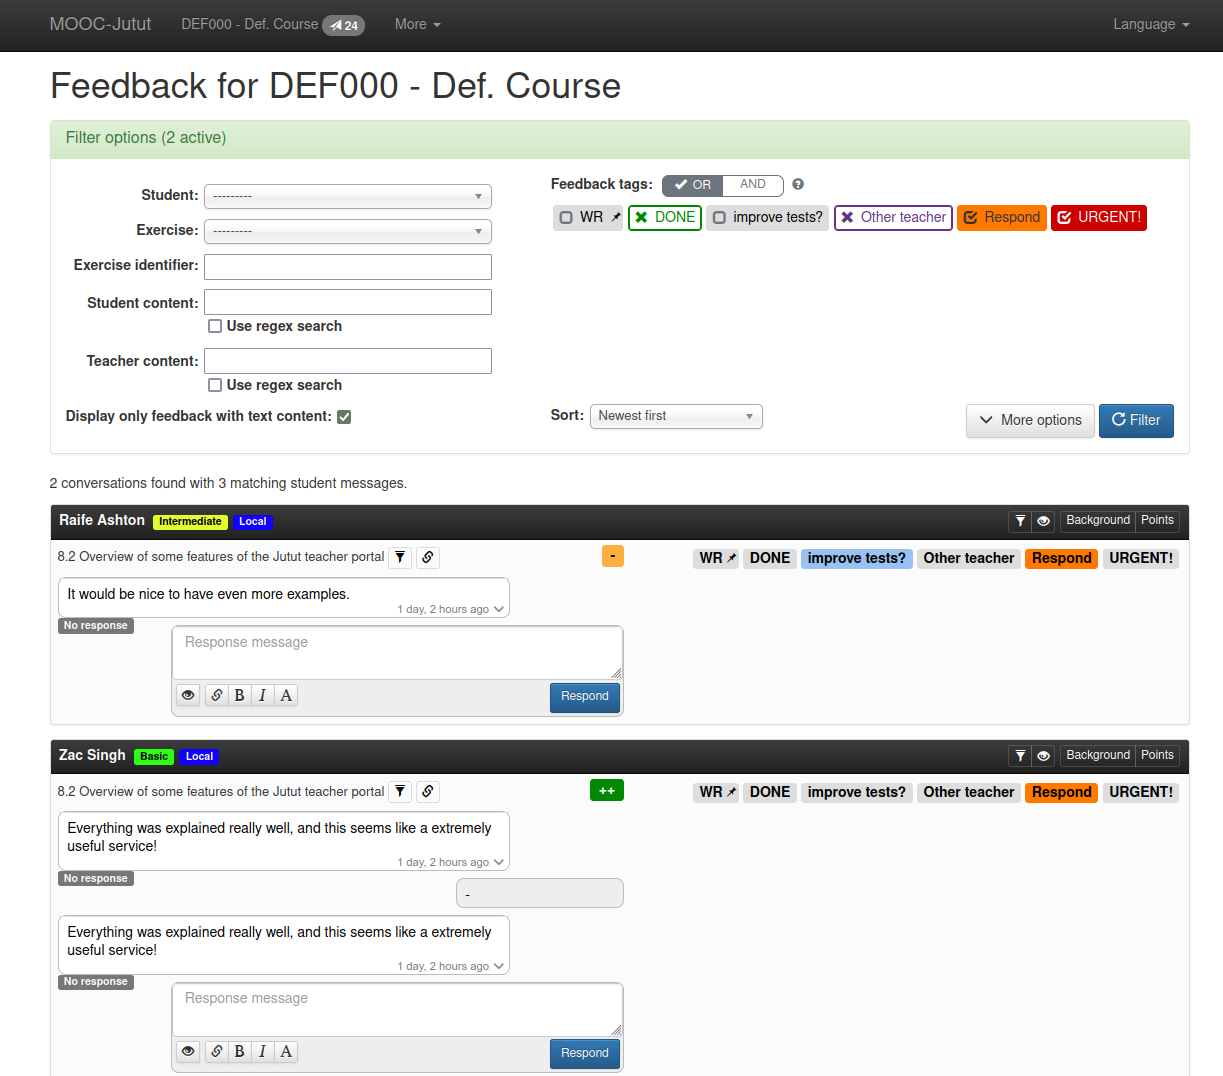 MOOC-Jutut DEF000 - Def. Course 24 More Language
Feedback for DEF000 - Def. Course
Filter options (2 active)
Student: ---------
Exercise: ---------
Exercise identifier:
Student content:
Use regex search
Teacher content:
Use regex search
Display only feedback with text content:
Feedback tags: OR AND ?
WR DONE improve tests? Other teacher Respond URGENT!
Sort: Newest first More options Filter
2 conversations found with 3 matching student messages.
Raife Ashton Intermediate Local Background Points
8.2 Overview of some features of the Jutut teacher portal - WR DONE improve tests? Other teacher Respond URGENT!
It would be nice to have even more examples.
1 day, 2 hours ago
No response
Response message
B I A Respond
Zac Singh Basic Local Background Points
8.2 Overview of some features of the Jutut teacher portal ++ WR DONE improve tests? Other teacher Respond URGENT!
Everything was explained really well, and this seems like a extremely
useful service!
1 day, 2 hours ago
No response
-
Everything was explained really well, and this seems like a extremely
useful service!
1 day, 2 hours ago
No response
Response message
B I A Respond